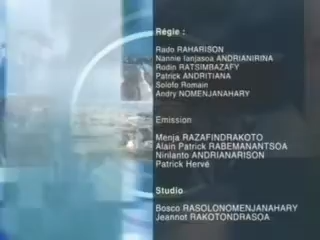 Régie :
Rado RAHARISON
Nannie Ianjasoa ANDRIANIRINA
Rodin RATSIMBAZAFY
Patrick ANDRITIANA
Solofo Romain
Andry NOMENJANAHARY
Emission
Menja RAZAFINDRAKOTO
Alain Patrick RABEMANANTSOA
Nirilanto ANDRIANARISON
Patrick Hervé
Studio
Bosco RASOLONOMENJANAHARY
Jeannot RAKOTONDRASOA